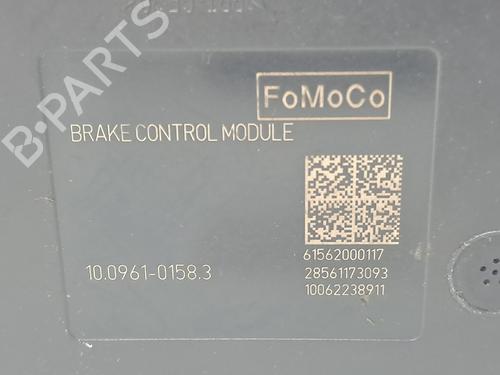 FoMoCo
BRAKE CONTROL MODULE
61562000117
10.0961-0158.3
28561173093
10062238911
B-PARTS